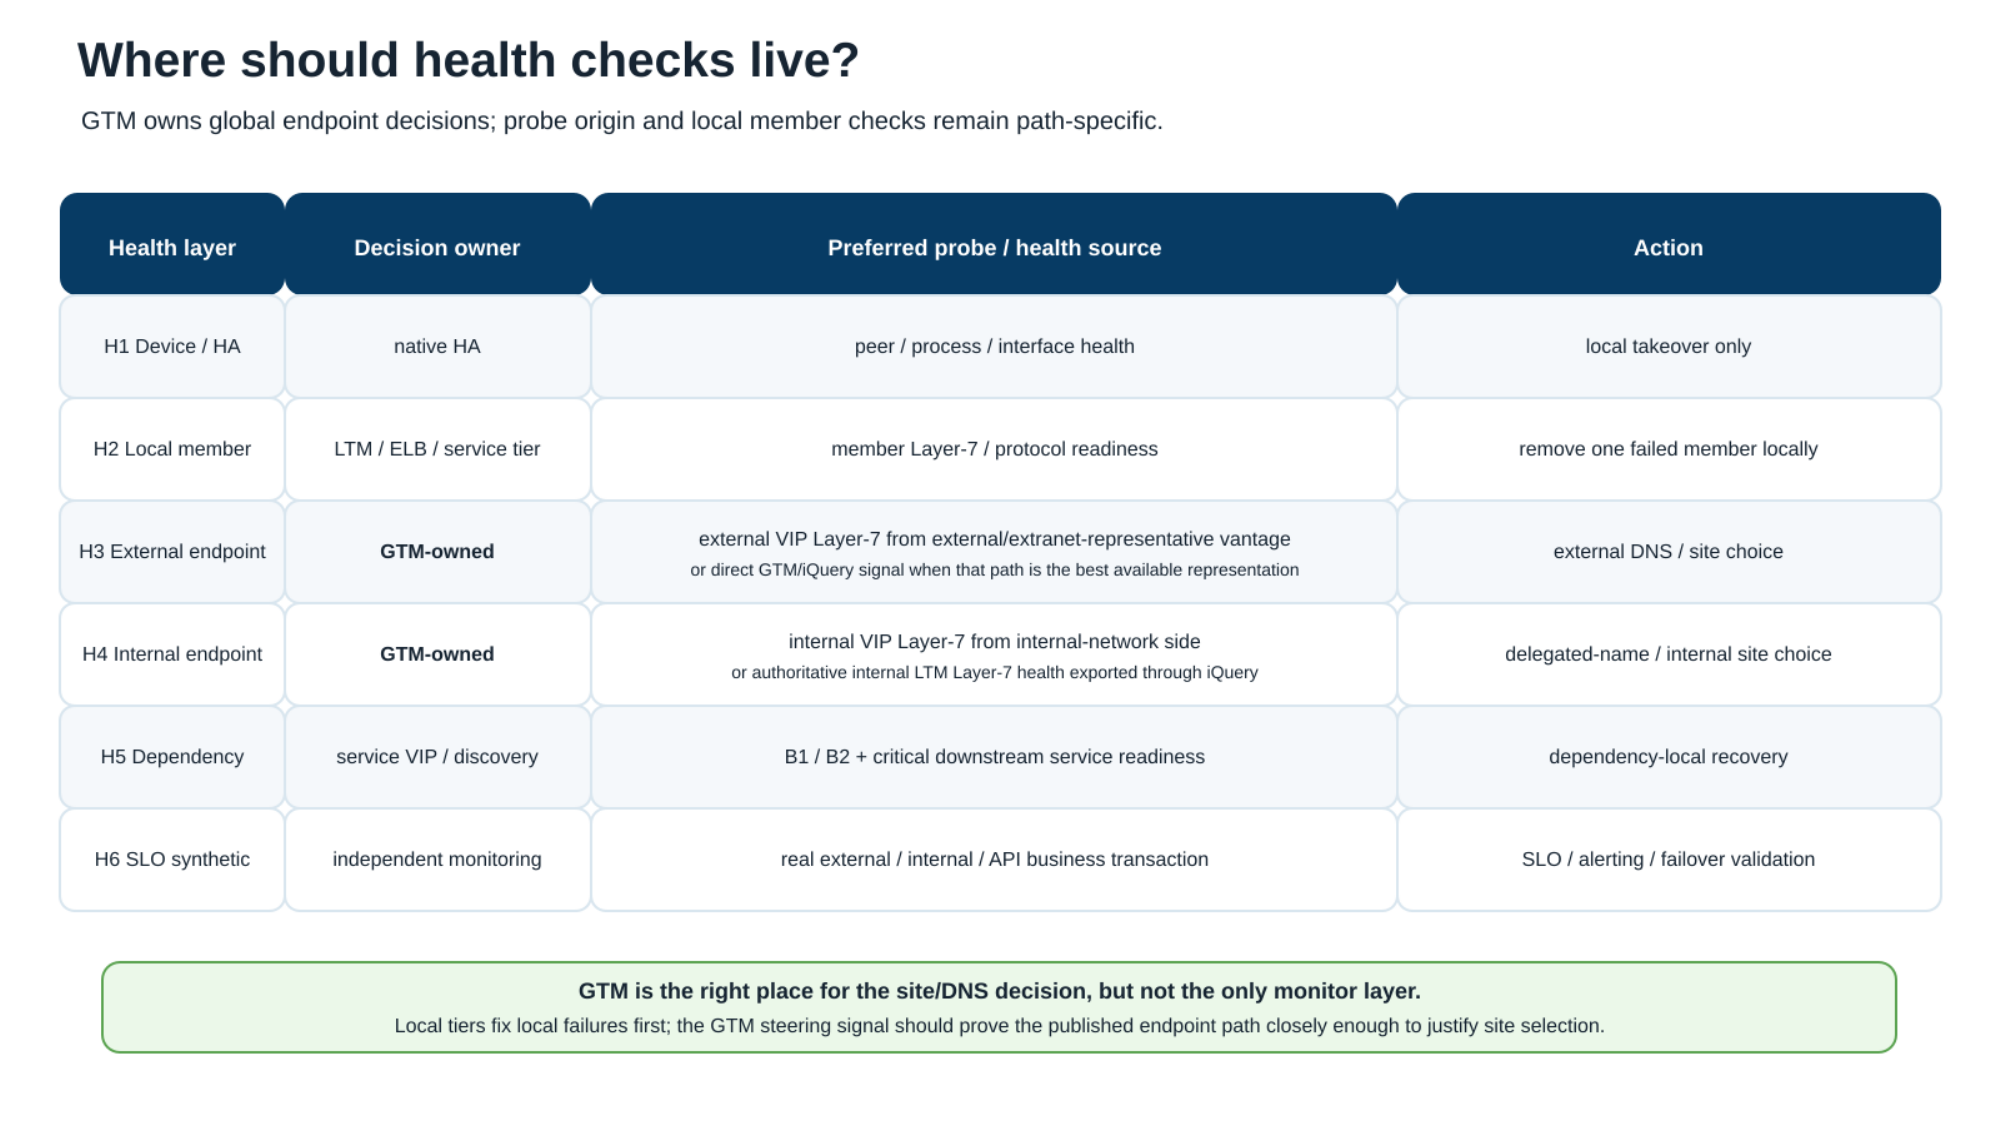 Where should health checks live?
GTM owns global endpoint decisions; probe origin and local member checks remain path-specific.
Health layer
Decision owner
Preferred probe / health source
Action
H1 Device / HA
native HA
peer / process / interface health
local takeover only
H2 Local member
LTM / ELB / service tier
member Layer-7 / protocol readiness
remove one failed member locally
H3 External endpoint
GTM-owned
external VIP Layer-7 from external/extranet-representative vantage
or direct GTM/iQuery signal when that path is the best available representation
external DNS / site choice
H4 Internal endpoint
GTM-owned
internal VIP Layer-7 from internal-network side
or authoritative internal LTM Layer-7 health exported through iQuery
delegated-name / internal site choice
H5 Dependency
service VIP / discovery
B1 / B2 + critical downstream service readiness
dependency-local recovery
H6 SLO synthetic
independent monitoring
real external / internal / API business transaction
SLO / alerting / failover validation
GTM is the right place for the site/DNS decision, but not the only monitor layer.
Local tiers fix local failures first; the GTM steering signal should prove the published endpoint path closely enough to justify site selection.